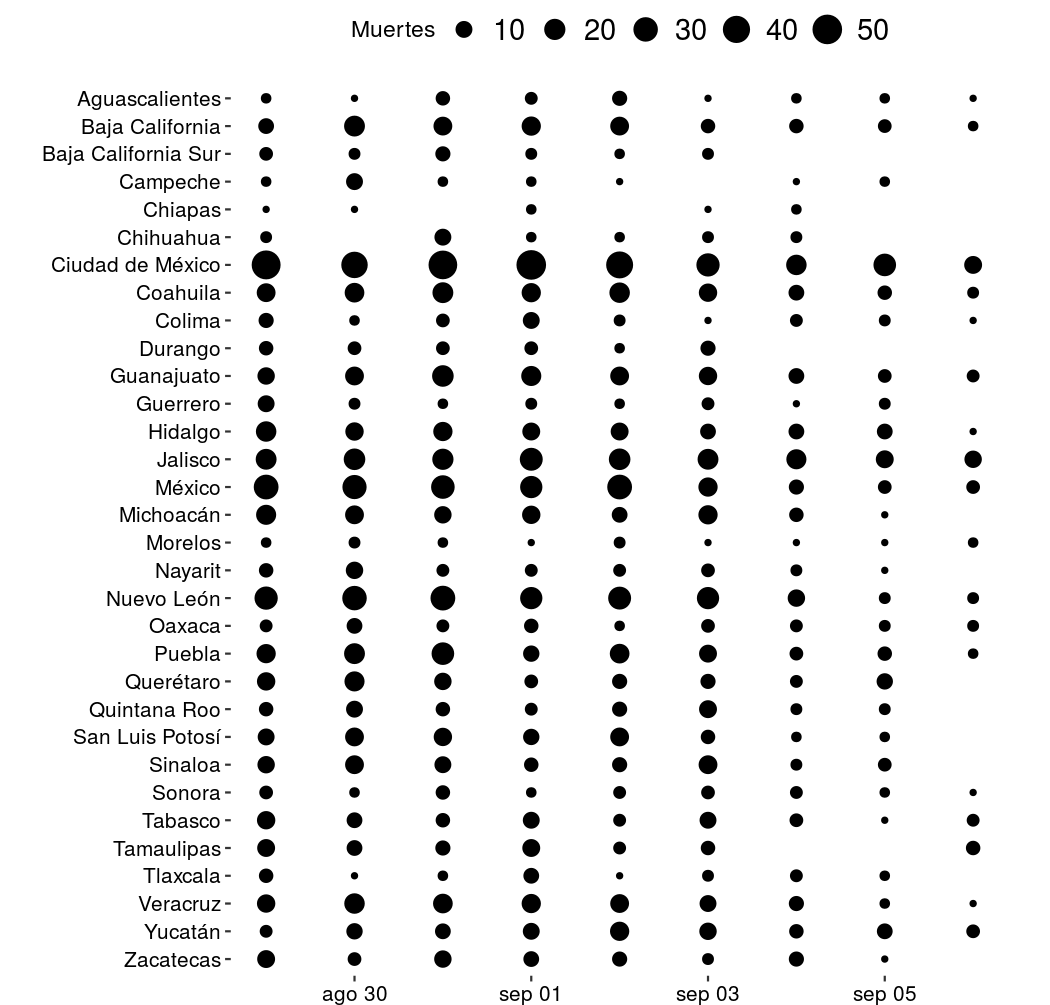 Muertes 10 20 30 40 50
Aguascalientes
Baja California
Baja California Sur
Campeche
Chiapas
Chihuahua
Ciudad de México
Coahuila
Colima
Durango
Guanajuato
Guerrero
Hidalgo
Jalisco
México
Michoacán
Morelos
Nayarit
Nuevo León
Oaxaca
Puebla
Querétaro
Quintana Roo
San Luis Potosí
Sinaloa
Sonora
Tabasco
Tamaulipas
Tlaxcala
Veracruz
Yucatán
Zacatecas
ago 30 sep 01 sep 03 sep 05